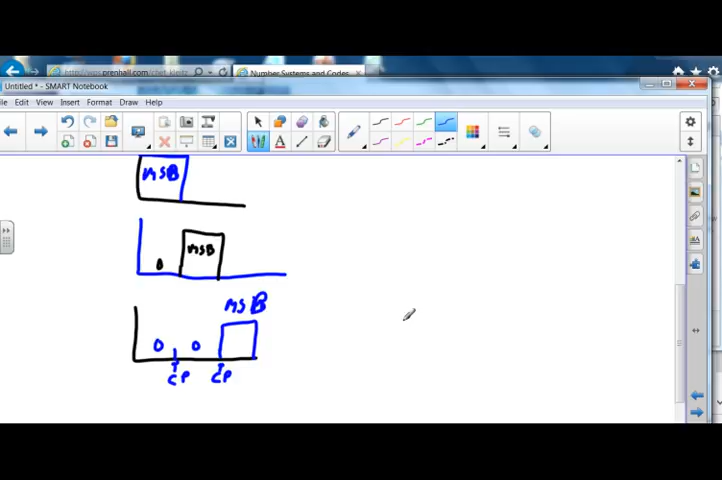 Number Systems and Codes
Untitled * - SMART Notebook
File Edit View Insert Format Draw Help
MSB
0 MSB
MSB
0 0
CP CP